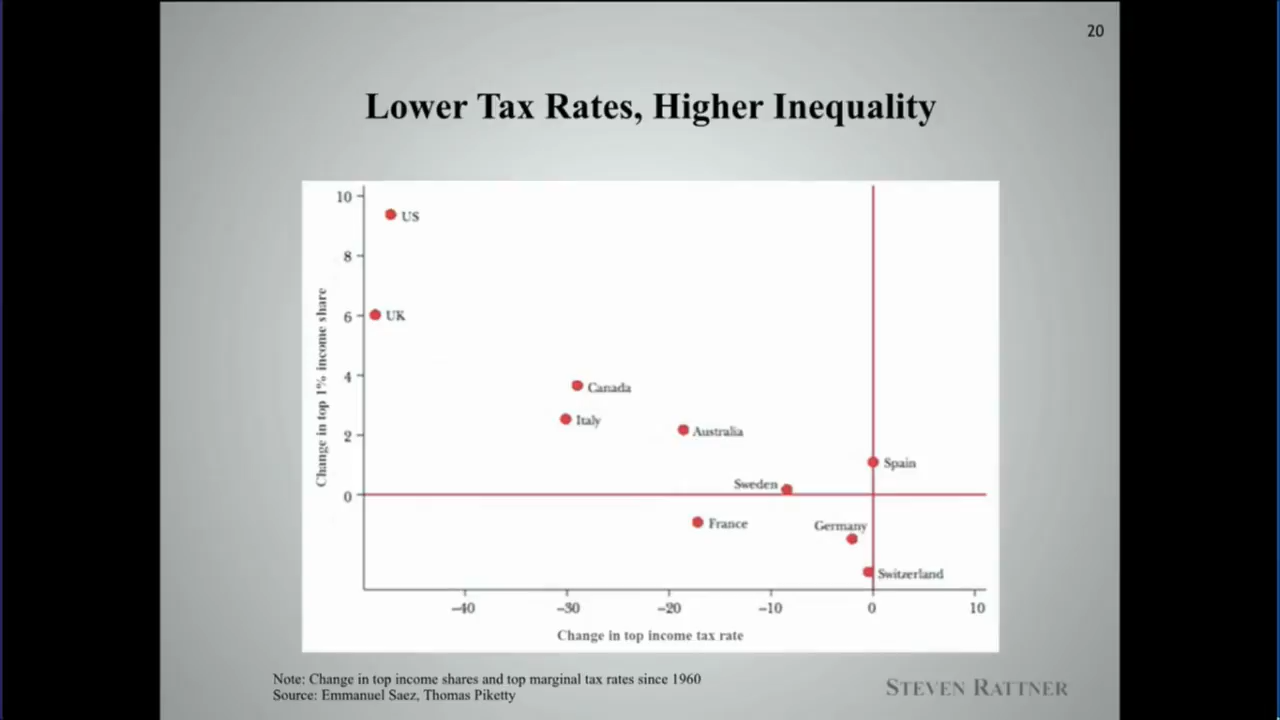 20
Lower Tax Rates, Higher Inequality
10
US
8
Change in top 1% income share
6
UK
4
Canada
Italy
2
Australia
Spain
Sweden
0
France
Germany
Switzerland
–40
–30
–20
–10
0
10
Change in top income tax rate
Note: Change in top income shares and top marginal tax rates since 1960
Source: Emmanuel Saez, Thomas Piketty
STEVEN RATTNER